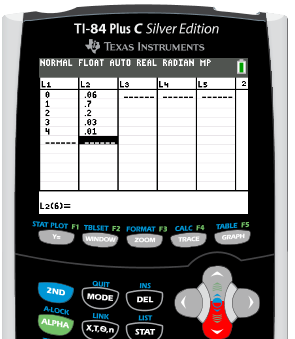 TI-84 Plus C Silver Edition
TEXAS INSTRUMENTS
NORMAL FLOAT AUTO REAL RADIAN MP
L1 L2 L3 L4 L5 2
0 .06 ------ ------ ------
1 .7
2 .2
3 .03
4 .01
------ ------
L2(6)=
STAT PLOT F1 TBLSET F2 FORMAT F3 CALC F4 TABLE F5
Y= WINDOW ZOOM TRACE GRAPH
QUIT INS
2ND MODE DEL
A-LOCK LINK LIST
ALPHA X,T,θ,n STAT